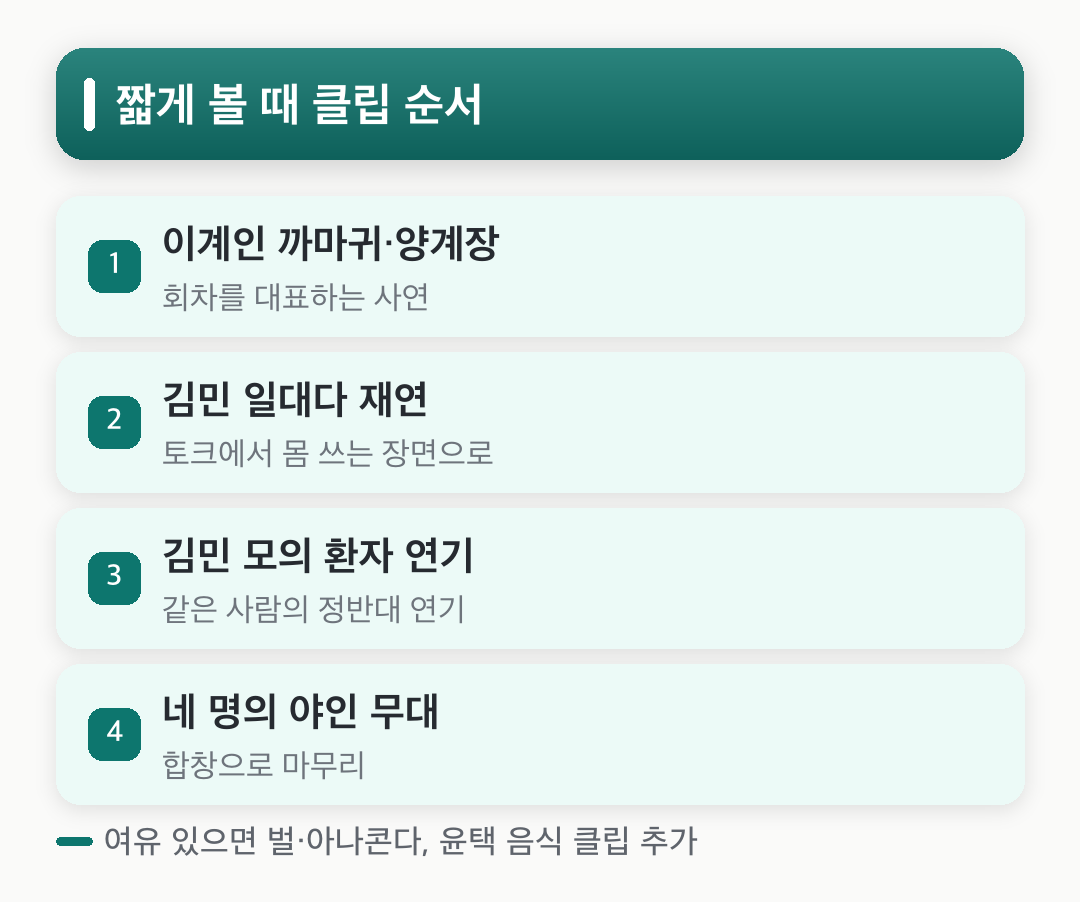 짧게 볼 때 클립 순서
1
이계인 까마귀·양계장
회차를 대표하는 사연
2
김민 일대다 재연
토크에서 몸 쓰는 장면으로
3
김민 모의 환자 연기
같은 사람의 정반대 연기
4
네 명의 야인 무대
합창으로 마무리
여유 있으면 벌·아나콘다, 윤택 음식 클립 추가